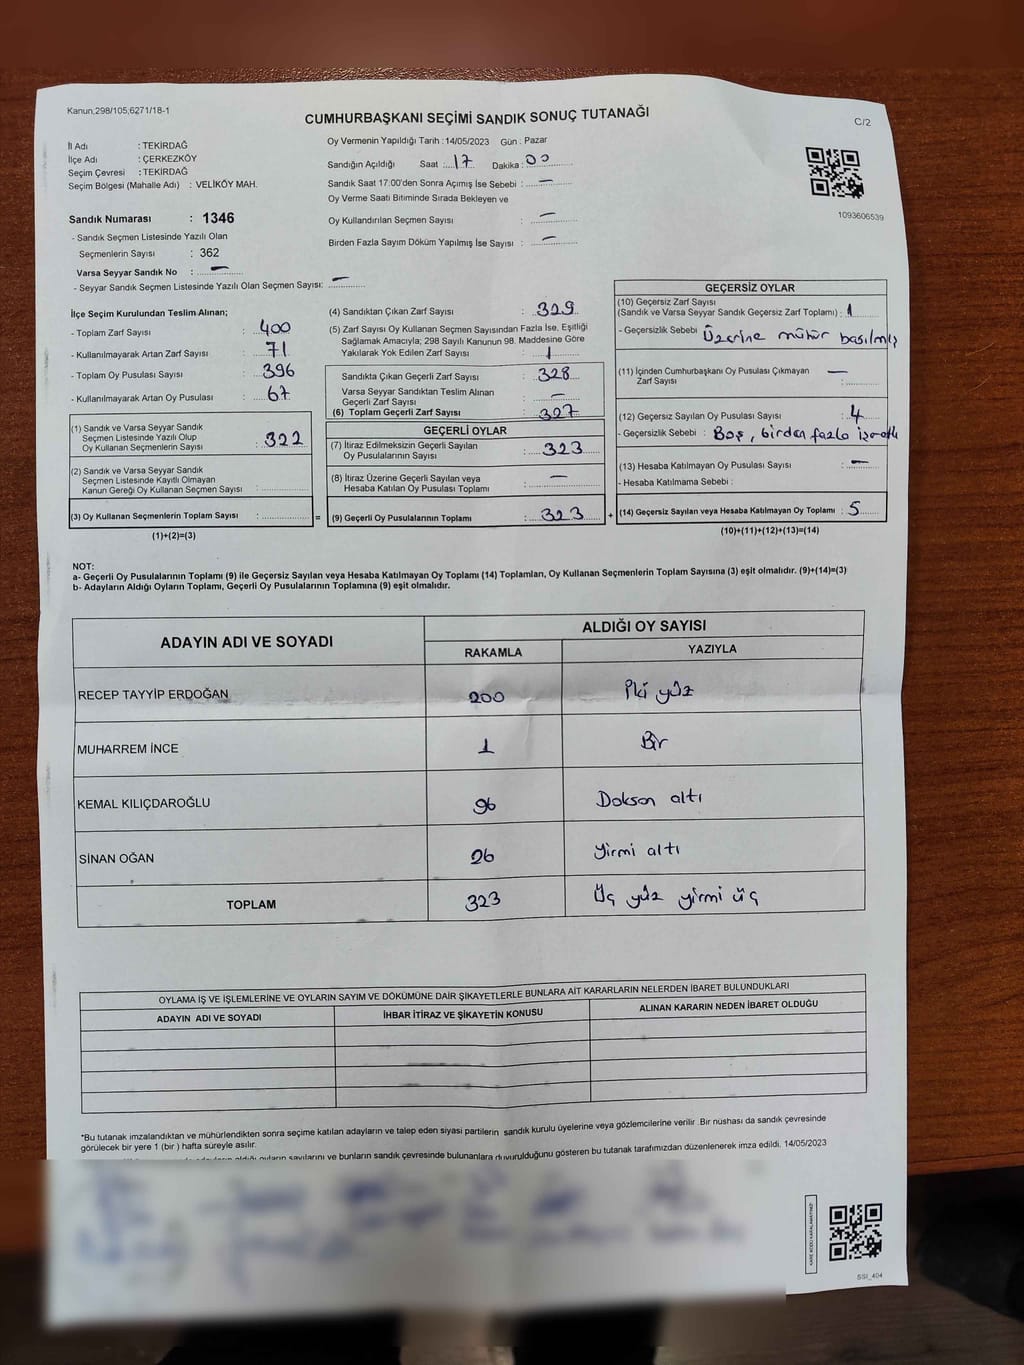 Kanun,298/105;6271/18-1
CUMHURBAŞKANI SEÇİMİ SANDIK SONUÇ TUTANAĞI
C/2
İl Adı : TEKİRDAĞ
İlçe Adı : ÇERKEZKÖY
Seçim Çevresi : TEKİRDAĞ
Seçim Bölgesi (Mahalle Adı) : VELİKÖY MAH.
Sandık Numarası : 1346
- Sandık Seçmen Listesinde Yazılı Olan
Seçmenlerin Sayısı : 362
Varsa Seyyar Sandık No : —
- Seyyar Sandık Seçmen Listesinde Yazılı Olan Seçmen Sayısı: —
Oy Vermenin Yapıldığı Tarih : 14/05/2023 Gün : Pazar
Sandığın Açıldığı Saat : 17 Dakika : 00
Sandık Saat 17:00'den Sonra Açımış İse Sebebi : —
Oy Verme Saati Bitiminde Sırada Bekleyen ve
Oy Kullandırılan Seçmen Sayısı : —
Birden Fazla Sayım Döküm Yapılmış İse Sayısı : —
1093606539
İlçe Seçim Kurulundan Teslim Alınan;
- Toplam Zarf Sayısı : 400
- Kullanılmayarak Artan Zarf Sayısı : 71
- Toplam Oy Pusulası Sayısı : 396
- Kullanılmayarak Artan Oy Pusulası : 67
(1) Sandık ve Varsa Seyyar Sandık
Seçmen Listesinde Yazılı Olup
Oy Kullanan Seçmenlerin Sayısı : 322
(2) Sandık ve Varsa Seyyar Sandık
Seçmen Listesinde Kayıtlı Olmayan
Kanun Gereği Oy Kullanan Seçmen Sayısı :
(3) Oy Kullanan Seçmenlerin Toplam Sayısı : =
(1)+(2)=(3)
(4) Sandıktan Çıkan Zarf Sayısı : 329
(5) Zarf Sayısı Oy Kullanan Seçmen Sayısından Fazla İse, Eşitliği
Sağlamak Amacıyla; 298 Sayılı Kanunun 98. Maddesine Göre
Yakılarak Yok Edilen Zarf Sayısı : 1
Sandıkta Çıkan Geçerli Zarf Sayısı : 328
Varsa Seyyar Sandıktan Teslim Alınan
Geçerli Zarf Sayısı : —
(6) Toplam Geçerli Zarf Sayısı : 327
GEÇERLİ OYLAR
(7) İtiraz Edilmeksizin Geçerli Sayılan
Oy Pusulalarının Sayısı : 323
(8) İtiraz Üzerine Geçerli Sayılan veya
Hesaba Katılan Oy Pusulası Toplamı : —
(9) Geçerli Oy Pusulalarının Toplamı : 323 +
GEÇERSİZ OYLAR
(10) Geçersiz Zarf Sayısı
(Sandık ve Varsa Seyyar Sandık Geçersiz Zarf Toplamı) : 1
- Geçersizlik Sebebi : Üzerine mühür basılmış
(11) İçinden Cumhurbaşkanı Oy Pusulası Çıkmayan
Zarf Sayısı : —
(12) Geçersiz Sayılan Oy Pusulası Sayısı : 4
- Geçersizlik Sebebi : Boş, birden fazla
(13) Hesaba Katılmayan Oy Pusulası Sayısı : —
- Hesaba Katılmama Sebebi :
(14) Geçersiz Sayılan veya Hesaba Katılmayan Oy Toplamı : 5
(10)+(11)+(12)+(13)=(14)
NOT:
a- Geçerli Oy Pusulalarının Toplamı (9) ile Geçersiz Sayılan veya Hesaba Katılmayan Oy Toplamı (14) Toplamları, Oy Kullanan Seçmenlerin Toplam Sayısına (3) eşit olmalıdır. (9)+(14)=(3)
b- Adayların Aldığı Oyların Toplamı, Geçerli Oy Pusulalarının Toplamına (9) eşit olmalıdır.
ADAYIN ADI VE SOYADI ALDIĞI OY SAYISI
RAKAMLA YAZIYLA
RECEP TAYYİP ERDOĞAN 200 İki yüz
MUHARREM İNCE 1 Bir
KEMAL KILIÇDAROĞLU 96 Doksan altı
SİNAN OĞAN 26 Yirmi altı
TOPLAM 323 Üç yüz yirmi üç
OYLAMA İŞ VE İŞLEMLERİNE VE OYLARIN SAYIM VE DÖKÜMÜNE DAİR ŞİKAYETLERLE BUNLARA AİT KARARLARIN NELERDEN İBARET BULUNDUKLARI
ADAYIN ADI VE SOYADI İHBAR İTİRAZ VE ŞİKAYETİN KONUSU ALINAN KARARIN NEDEN İBARET OLDUĞU
*Bu tutanak imzalandıktan ve mühürlendikten sonra seçime katılan adayların ve talep eden siyasi partilerin sandık kurulu üyelerine veya gözlemcilerine verilir .Bir nüshası da sandık çevresinde
görülecek bir yere 1 (bir ) hafta süreyle asılır.
aldığı oyların sayılarını ve bunların sandık çevresinde bulunanlara duyurulduğunu gösteren bu tutanak tarafımızdan düzenlenerek imza edildi. 14/05/2023
KARE KODU KARALAMAYINIZ!
SSI_404